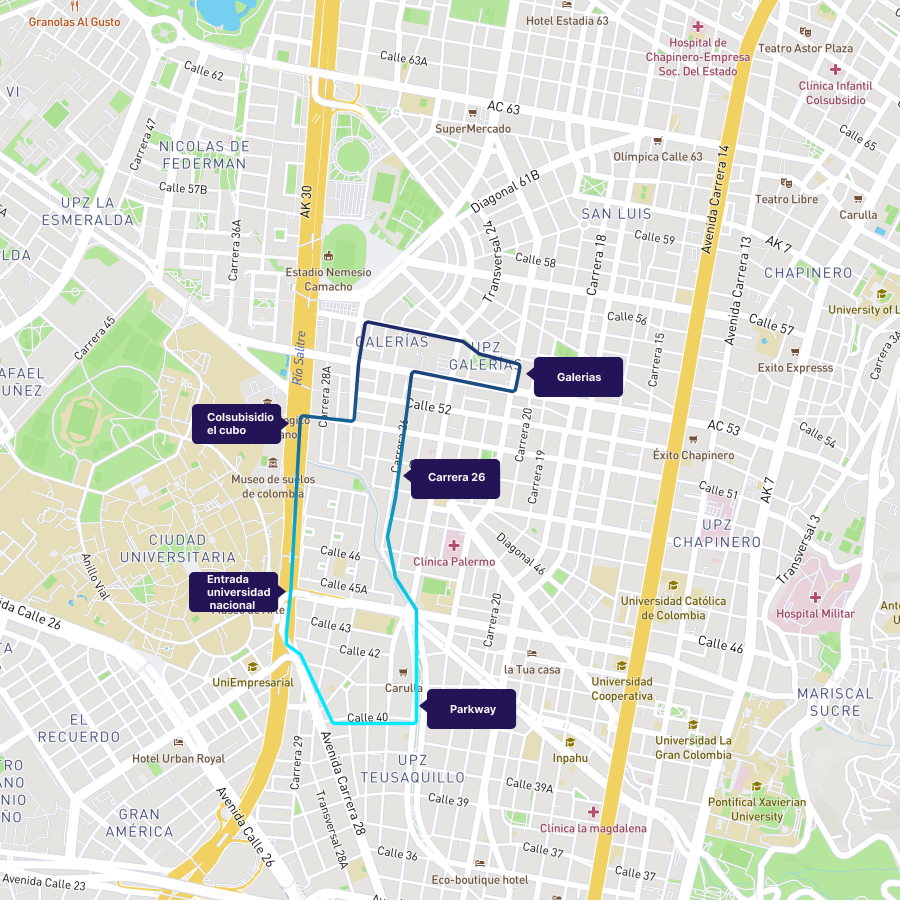 Granolas Al Gusto
Hotel Estadia 63
Hospital de
Chapinero-Empresa
Soc. Del Estado
Teatro Astor Plaza
Calle 63A
Calle 62
Clínica Infantil
Colsubsidio
VI
AC 63
SuperMercado
Carrera 47
NICOLAS DE
FEDERMAN
Olímpica Calle 63
Calle 65
Calle 57B
Diagonal 61B
Avenida Carrera 14
Teatro Libre
UPZ LA
ESMERALDA
AK 30
SAN LUIS
Carulla
Carrera 36A
Transversal 24
Carrera 18
Calle 59
Carrera 13
Avenida
AK 7
Calle 58
Estadio Nemesio
Camacho
CHAPINERO
University of L
Calle 56
Calle 57
Carrera 45
Río Salitre
GALERIAS
UPZ
GALERIAS
Carrera 15
Carrera 3A
Exito Expresss
AFAEL
UÑEZ
Galerias
Carrera 28A
Calle 52
Colsubisidio
el cubo
Carrera 26
Carrera 20
AC 53
Calle 54
Éxito Chapinero
Carrera 19
Museo de suelos
de colombia
Carrera 26
AK 7
Calle 51
UPZ
CHAPINERO
CIUDAD
UNIVERSITARIA
Anillo Vial
Calle 46
Clínica Palermo
Diagonal 46
Transversal 3
Entrada
universidad
nacional
Calle 45A
Universidad Católica
de Colombia
Hospital Militar
Calle 26
Calle 43
Carrera 20
Calle 42
Calle 46
la Tua casa
UniEmpresarial
Carulla
Universidad
Cooperativa
MARISCAL
SUCRE
Parkway
Calle 40
EL
RECUERDO
Universidad La
Gran Colombia
Hotel Urban Royal
Carrera 29
Avenida Carrera 28
Inpahu
UPZ
TEUSAQUILLO
Calle 39A
Calle 39
Avenida Calle 26
Transversal 28A
Pontifical Xavierian
University
GRAN
AMÉRICA
Clínica la magdalena
Calle 36
Calle 37
Calle 37
Avenida Calle 23
Eco-boutique hotel